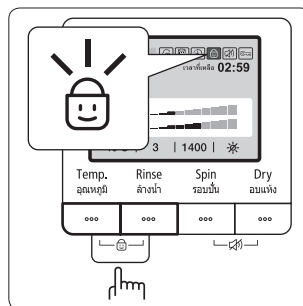 เวลาที่เหลือ 02:59
3 | 1400 |
Temp. Rinse Spin Dry
อุณหภูมิ ล้างน้ำ รอบปั่น อบแห้ง